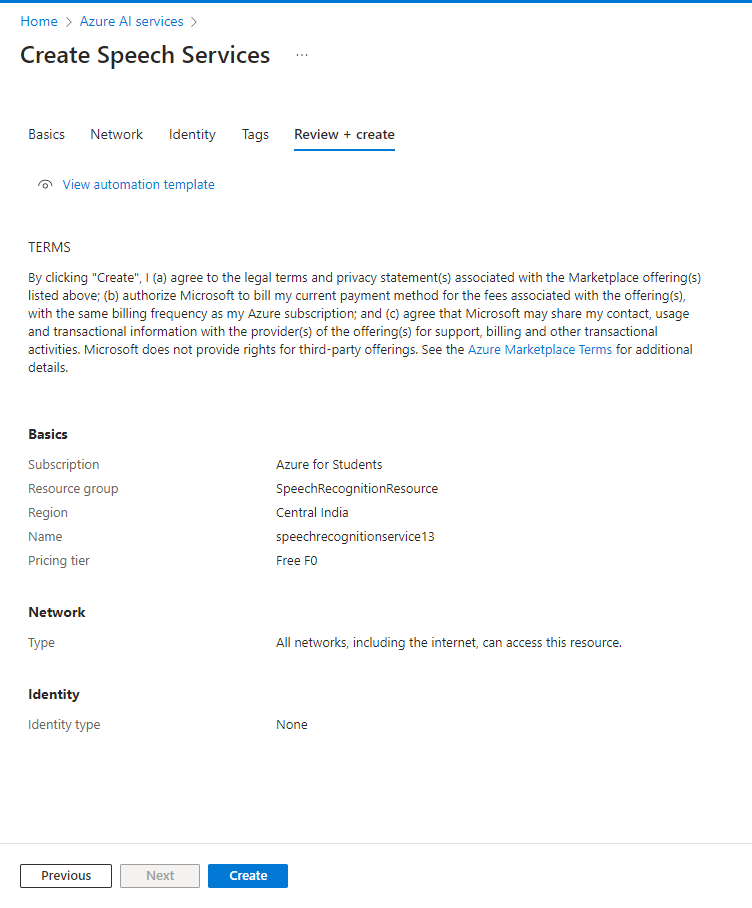 Home > Azure AI services >
Create Speech Services ...
Basics Network Identity Tags Review + create
View automation template
TERMS
By clicking "Create", I (a) agree to the legal terms and privacy statement(s) associated with the Marketplace offering(s)
listed above; (b) authorize Microsoft to bill my current payment method for the fees associated with the offering(s),
with the same billing frequency as my Azure subscription; and (c) agree that Microsoft may share my contact, usage
and transactional information with the provider(s) of the offering(s) for support, billing and other transactional
activities. Microsoft does not provide rights for third-party offerings. See the Azure Marketplace Terms for additional
details.
Basics
Subscription Azure for Students
Resource group SpeechRecognitionResource
Region Central India
Name speechrecognitionservice13
Pricing tier Free F0
Network
Type All networks, including the internet, can access this resource.
Identity
Identity type None
Previous Next Create